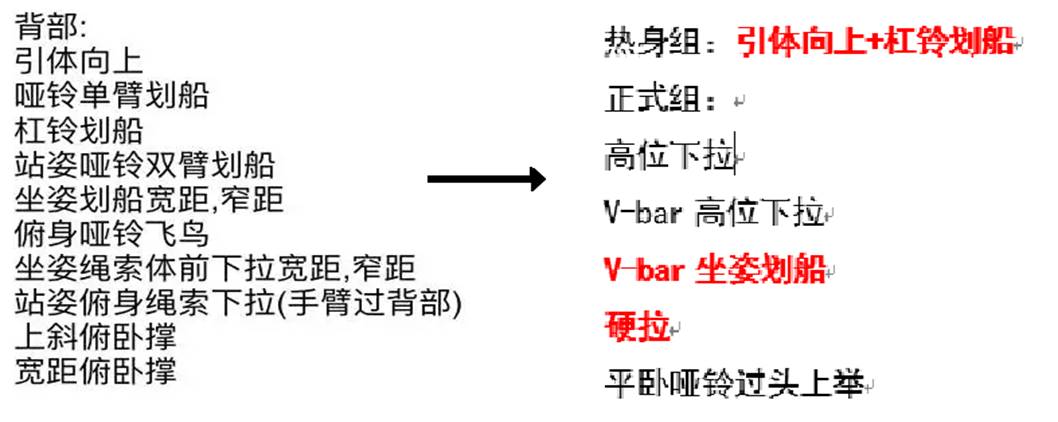 背部:
引体向上
哑铃单臂划船
杠铃划船
站姿哑铃双臂划船
坐姿划船宽距,窄距
俯身哑铃飞鸟
坐姿绳索体前下拉宽距,窄距
站姿俯身绳索下拉(手臂过背部)
上斜俯卧撑
宽距俯卧撑
热身组：引体向上+杠铃划船
正式组：
高位下拉
V-bar 高位下拉
V-bar 坐姿划船
硬拉
平卧哑铃过头上举